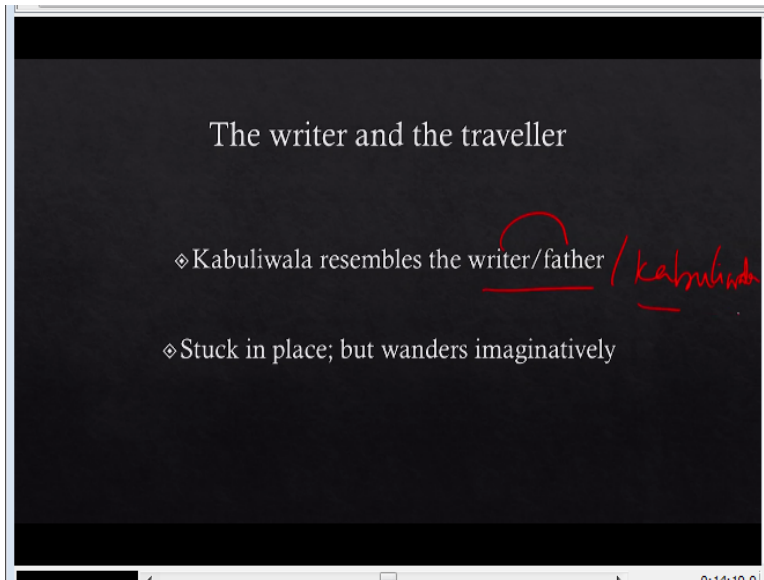 The writer and the traveller
Kabuliwala resembles the writer/father / Kabuliwala
Stuck in place; but wanders imaginatively